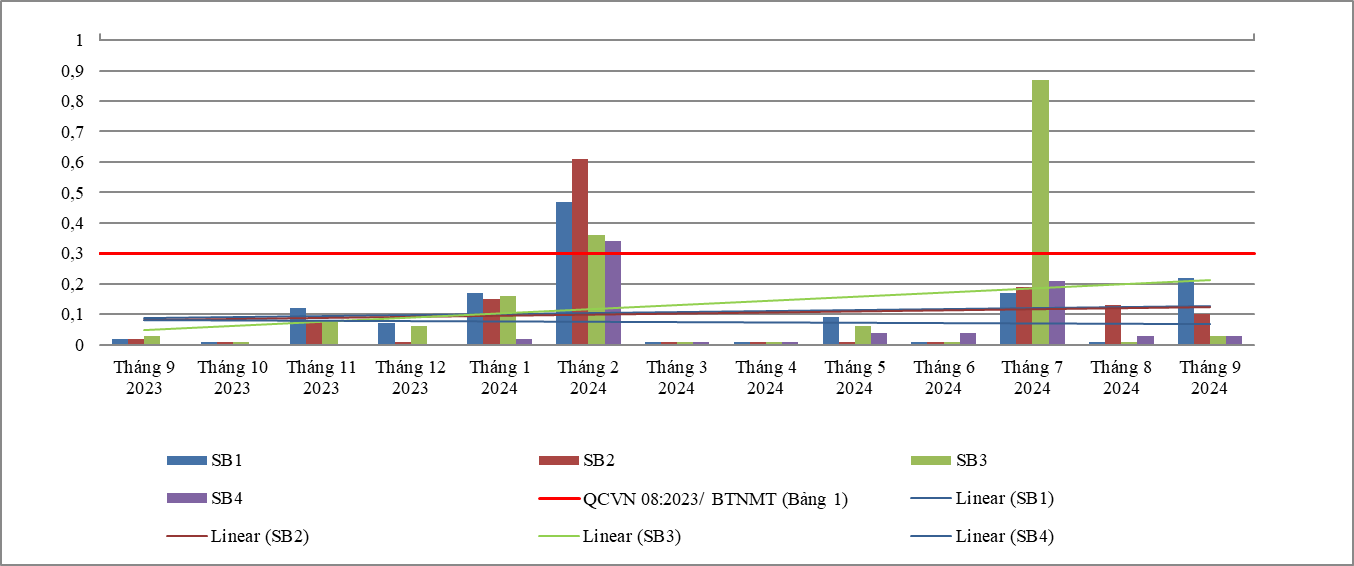 1
0,9
0,8
0,7
0,6
0,5
0,4
0,3
0,2
0,1
0
Tháng 9 Tháng 10 Tháng 11 Tháng 12 Tháng 1 Tháng 2 Tháng 3 Tháng 4 Tháng 5 Tháng 6 Tháng 7 Tháng 8 Tháng 9
2023 2023 2023 2023 2024 2024 2024 2024 2024 2024 2024 2024 2024
SB1 SB2 SB3
SB4 QCVN 08:2023/ BTNMT (Bảng 1) Linear (SB1)
Linear (SB2) Linear (SB3) Linear (SB4)